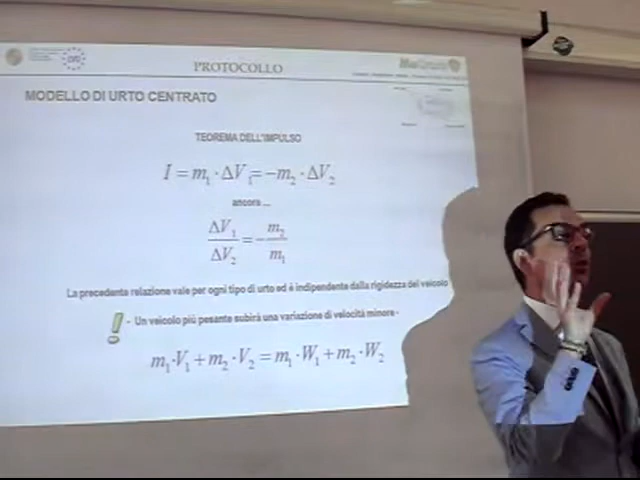 PROTOCOLLO
MODELLO DI URTO CENTRATO
TEOREMA DELL'IMPULSO
I = m₁ · ΔV₁ = -m₂ · ΔV₂
ancora ...
ΔV₁ / ΔV₂ = - m₂ / m₁
La precedente relazione vale per ogni tipo di urto ed è indipendente dalla rigidezza del veicolo
! - Un veicolo più pesante subirà una variazione di velocità minore -
m₁·V₁ + m₂·V₂ = m₁·W₁ + m₂·W₂